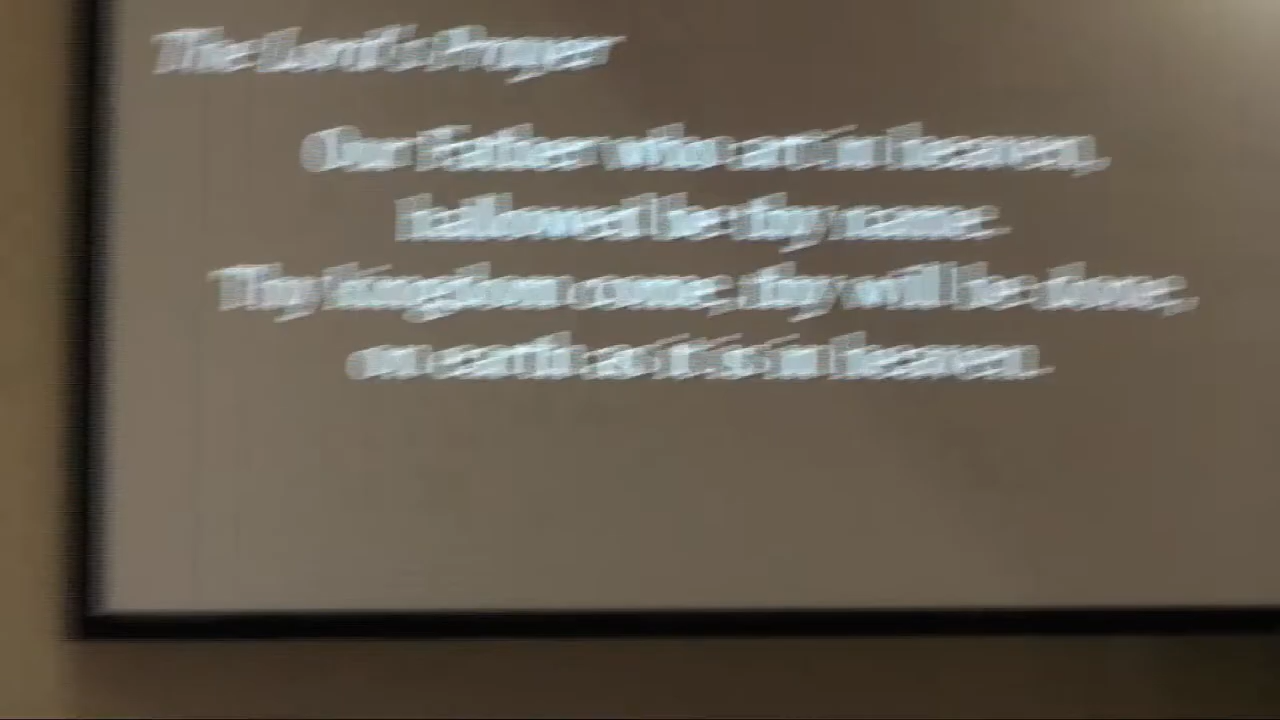 The Lord's Prayer
Our Father who art in heaven,
hallowed be thy name.
Thy kingdom come, thy will be done,
on earth as it is in heaven.